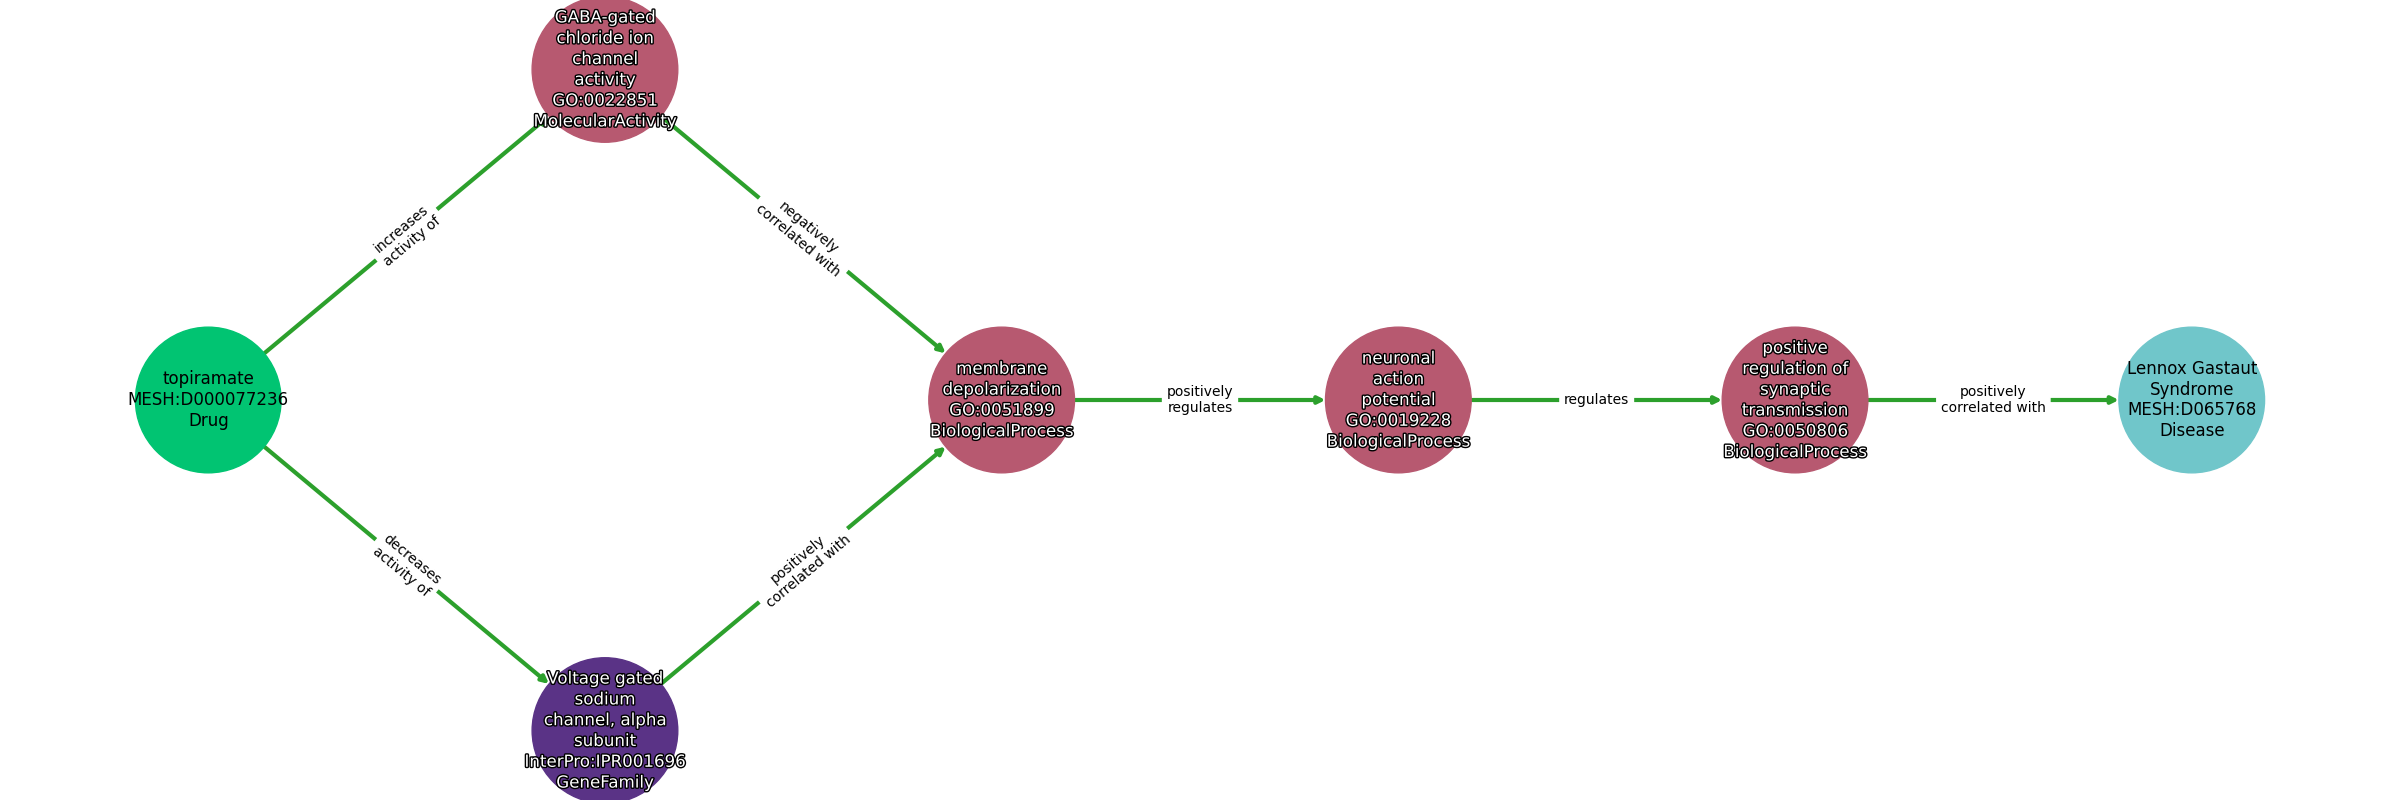 GABA-gated
chloride ion
channel
activity
GO:0022851
MolecularActivity
increases
activity of
negatively
correlated with
topiramate
MESH:D000077236
Drug
membrane
depolarization
GO:0051899
BiologicalProcess
positively
regulates
neuronal
action
potential
GO:0019228
BiologicalProcess
regulates
positive
regulation of
synaptic
transmission
GO:0050806
BiologicalProcess
positively
correlated with
Lennox Gastaut
Syndrome
MESH:D065768
Disease
decreases
activity of
positively
correlated with
Voltage gated
sodium
channel, alpha
subunit
InterPro:IPR001696
GeneFamily